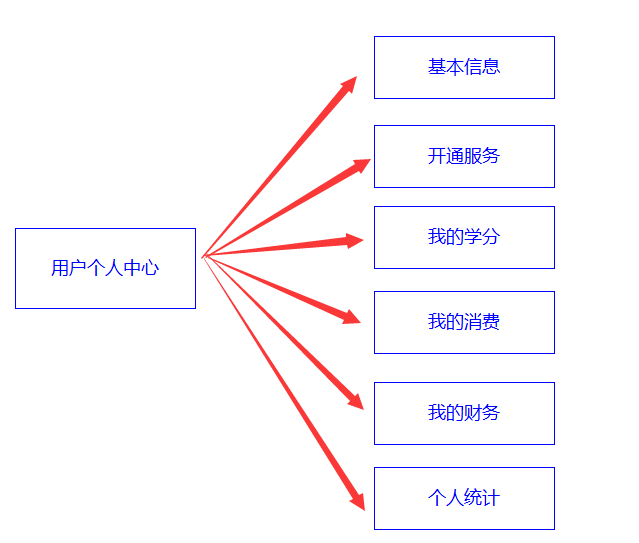 基本信息
开通服务
我的学分
用户个人中心
我的消费
我的财务
个人统计